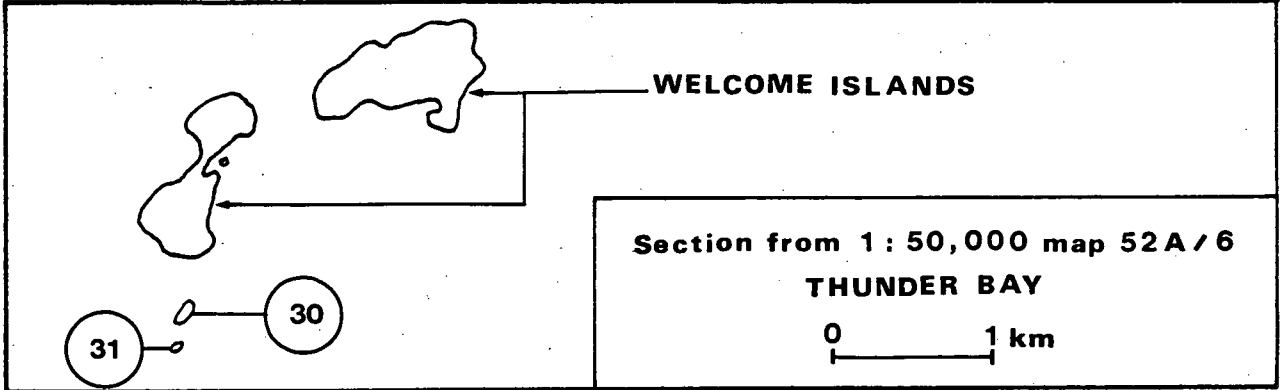 WELCOME ISLANDS
Section from 1 : 50,000 map 52A/6
THUNDER BAY
0 1 km
30
31